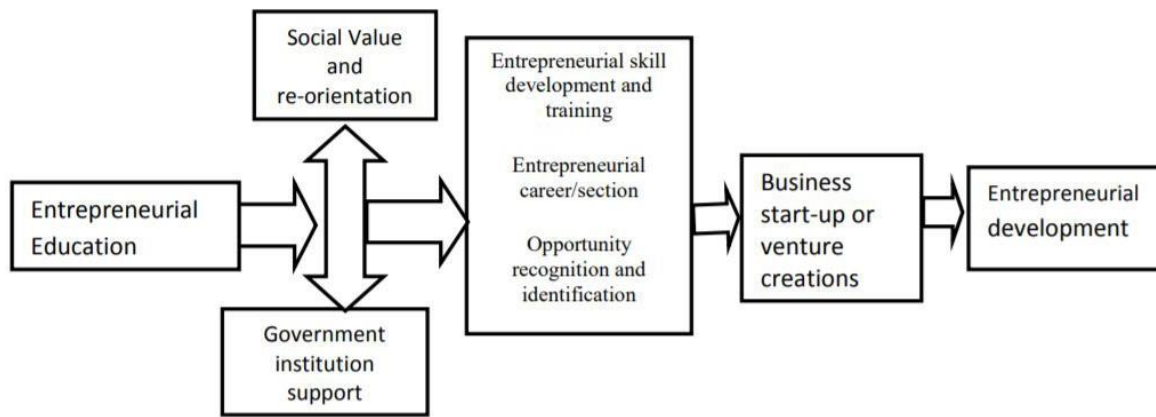 Social Value
and
re-orientation
Entrepreneurial
Education
Government
institution
support
Entrepreneurial skill
development and
training
Entrepreneurial
career/section
Opportunity
recognition and
identification
Business
start-up or
venture
creations
Entrepreneurial
development